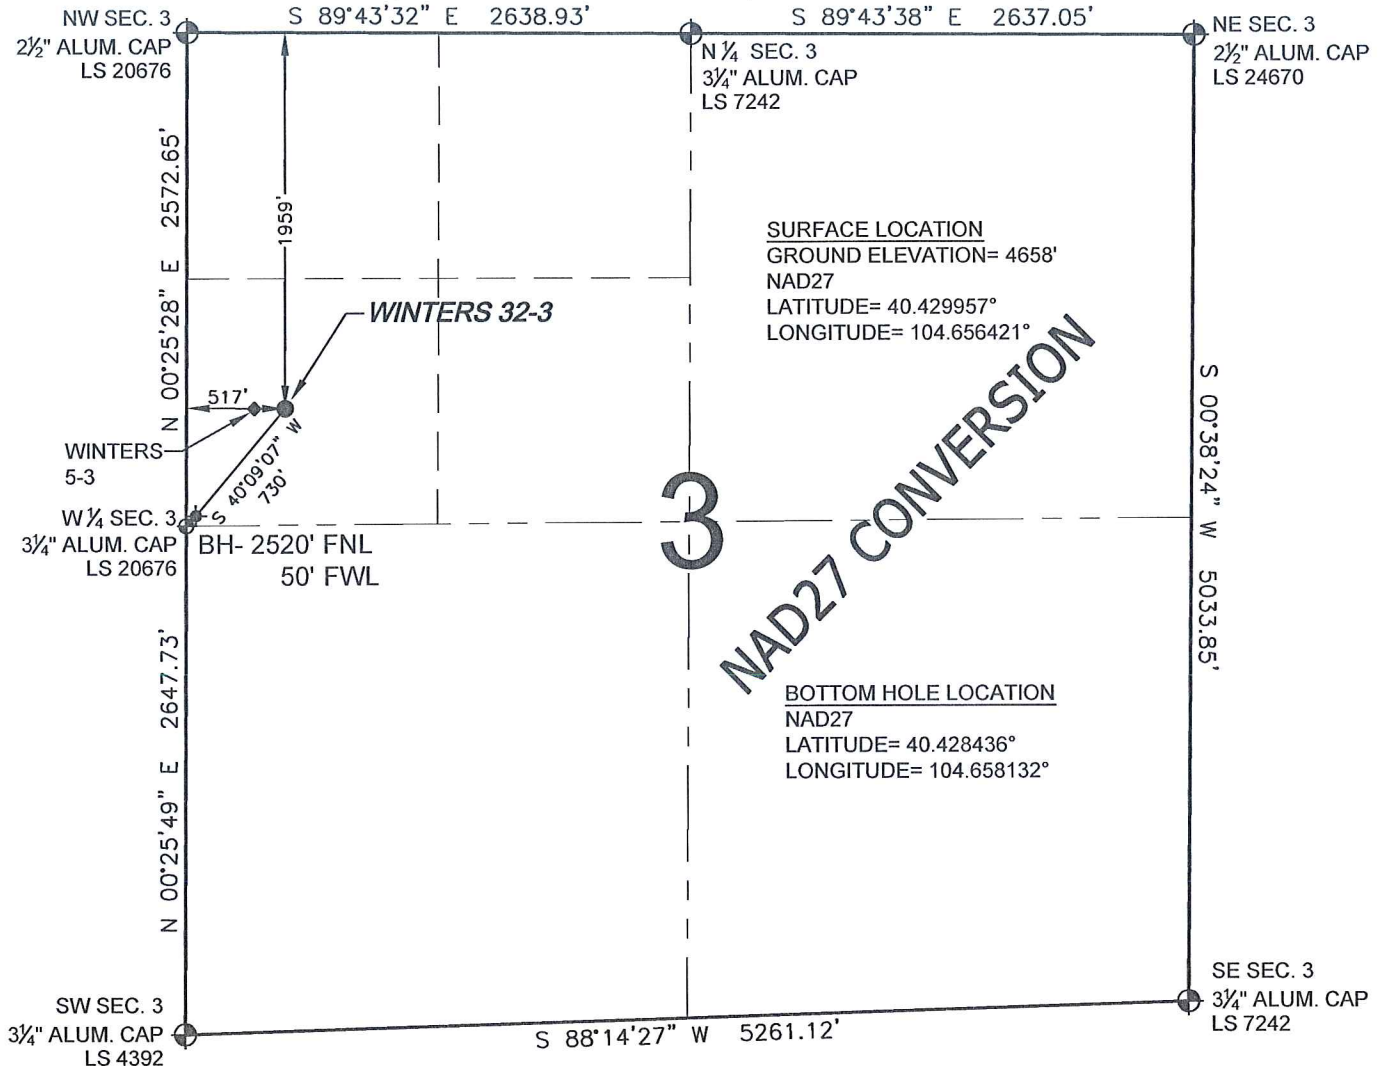 S 89°43'32" E 2638.93'
S 89°43'38" E 2637.05'
NW SEC. 3
2½" ALUM. CAP
LS 20676
N ¼ SEC. 3
3¼" ALUM. CAP
LS 7242
NE SEC. 3
2½" ALUM. CAP
LS 24670
N 00°25'28" E 2572.65'
1959'
SURFACE LOCATION
GROUND ELEVATION= 4658'
NAD27
LATITUDE= 40.429957°
LONGITUDE= 104.656421°
WINTERS 32-3
517'
WINTERS
5-3
S 40°09'07" W
730'
W ¼ SEC. 3
3¼" ALUM. CAP
LS 20676
BH- 2520' FNL
50' FWL
3
NAD27 CONVERSION
S 00°38'24" W 5033.85'
BOTTOM HOLE LOCATION
NAD27
LATITUDE= 40.428436°
LONGITUDE= 104.658132°
N 00°25'49" E 2647.73'
SW SEC. 3
3¼" ALUM. CAP
LS 4392
S 88°14'27" W 5261.12'
SE SEC. 3
3¼" ALUM. CAP
LS 7242